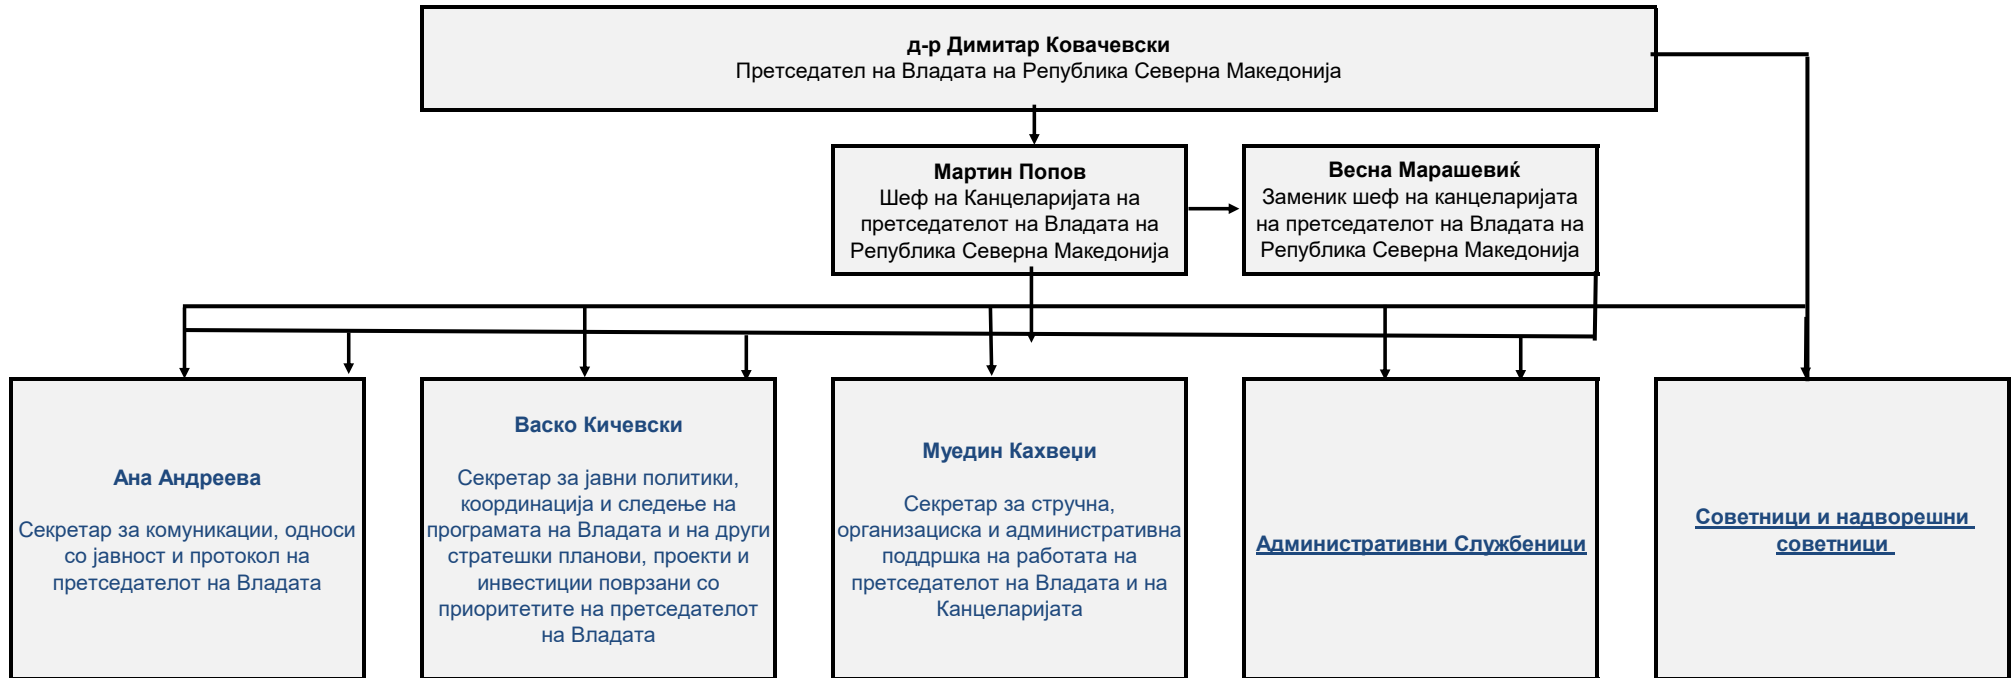 д-р Димитар Ковачевски
Претседател на Владата на Република Северна Македонија
Мартин Попов
Шеф на Канцеларијата на
претседателот на Владата на
Република Северна Македонија
Весна Марашевиќ
Заменик шеф на канцеларијата
на претседателот на Владата на
Република Северна Македонија
Ана Андреева
Секретар за комуникации, односи
со јавност и протокол на
претседателот на Владата
Васко Кичевски
Секретар за јавни политики,
координација и следење на
програмата на Владата и на други
стратешки планови, проекти и
инвестиции поврзани со
приоритетите на претседателот
на Владата
Муедин Кахвеџи
Секретар за стручна,
организациска и административна
поддршка на работата на
претседателот на Владата и на
Канцеларијата
Административни Службеници
Советници и надворешни
советници